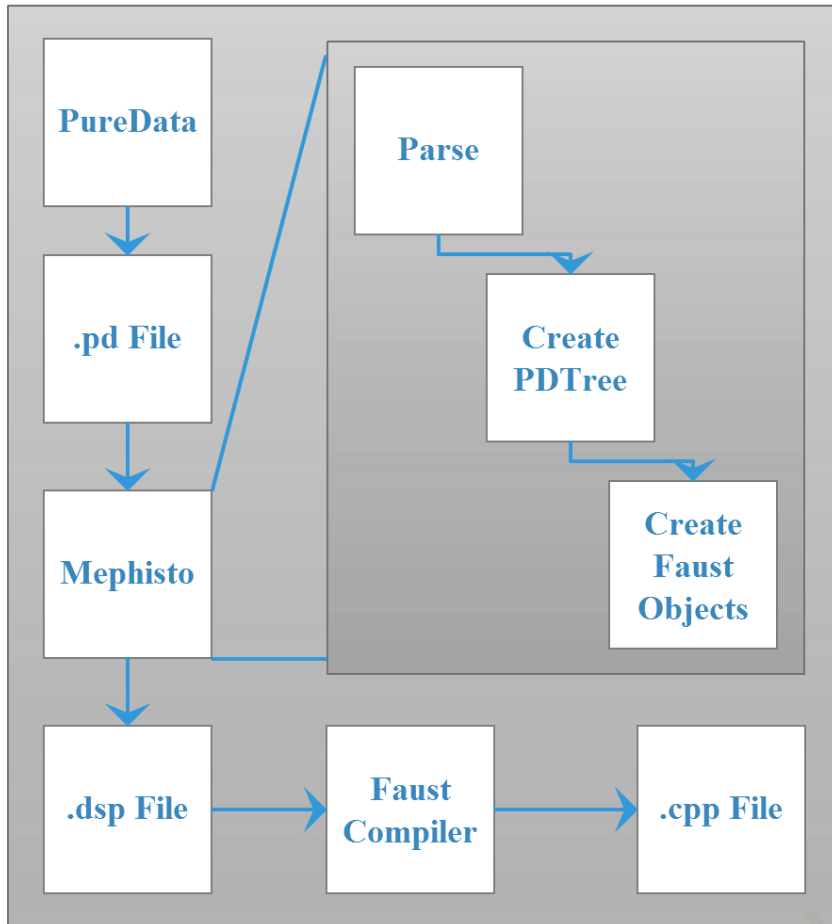 PureData
.pd File
Mephisto
Parse
Create
PDTree
Create
Faust
Objects
.dsp File
Faust
Compiler
.cpp File